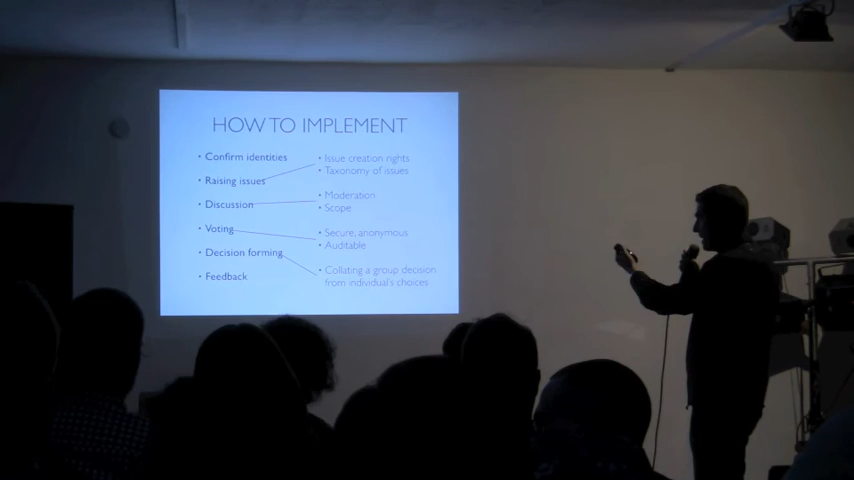 HOW TO IMPLEMENT
• Confirm identities
• Raising issues
• Discussion
• Voting
• Decision forming
• Feedback
• Issue creation rights
• Taxonomy of issues
• Moderation
• Scope
• Secure, anonymous
• Auditable
• Collating a group decision
from individual's choices